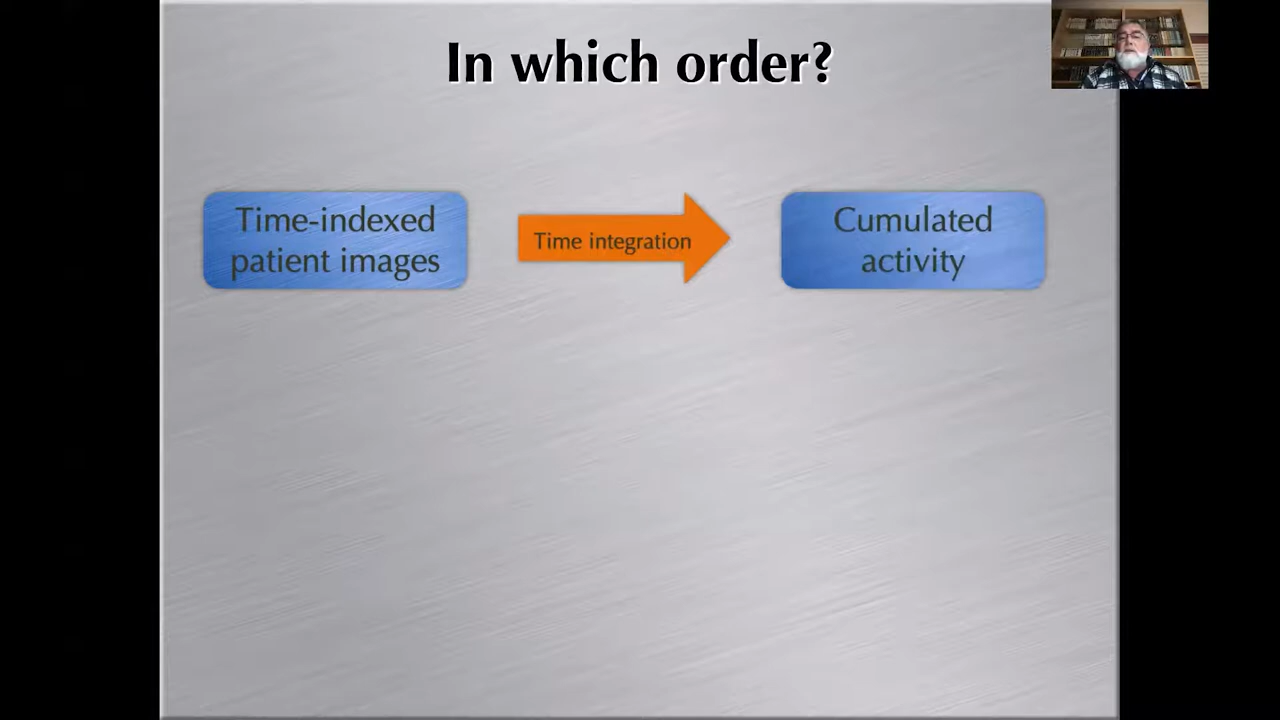 In which order?
Time-indexed
patient images
Time integration
Cumulated
activity